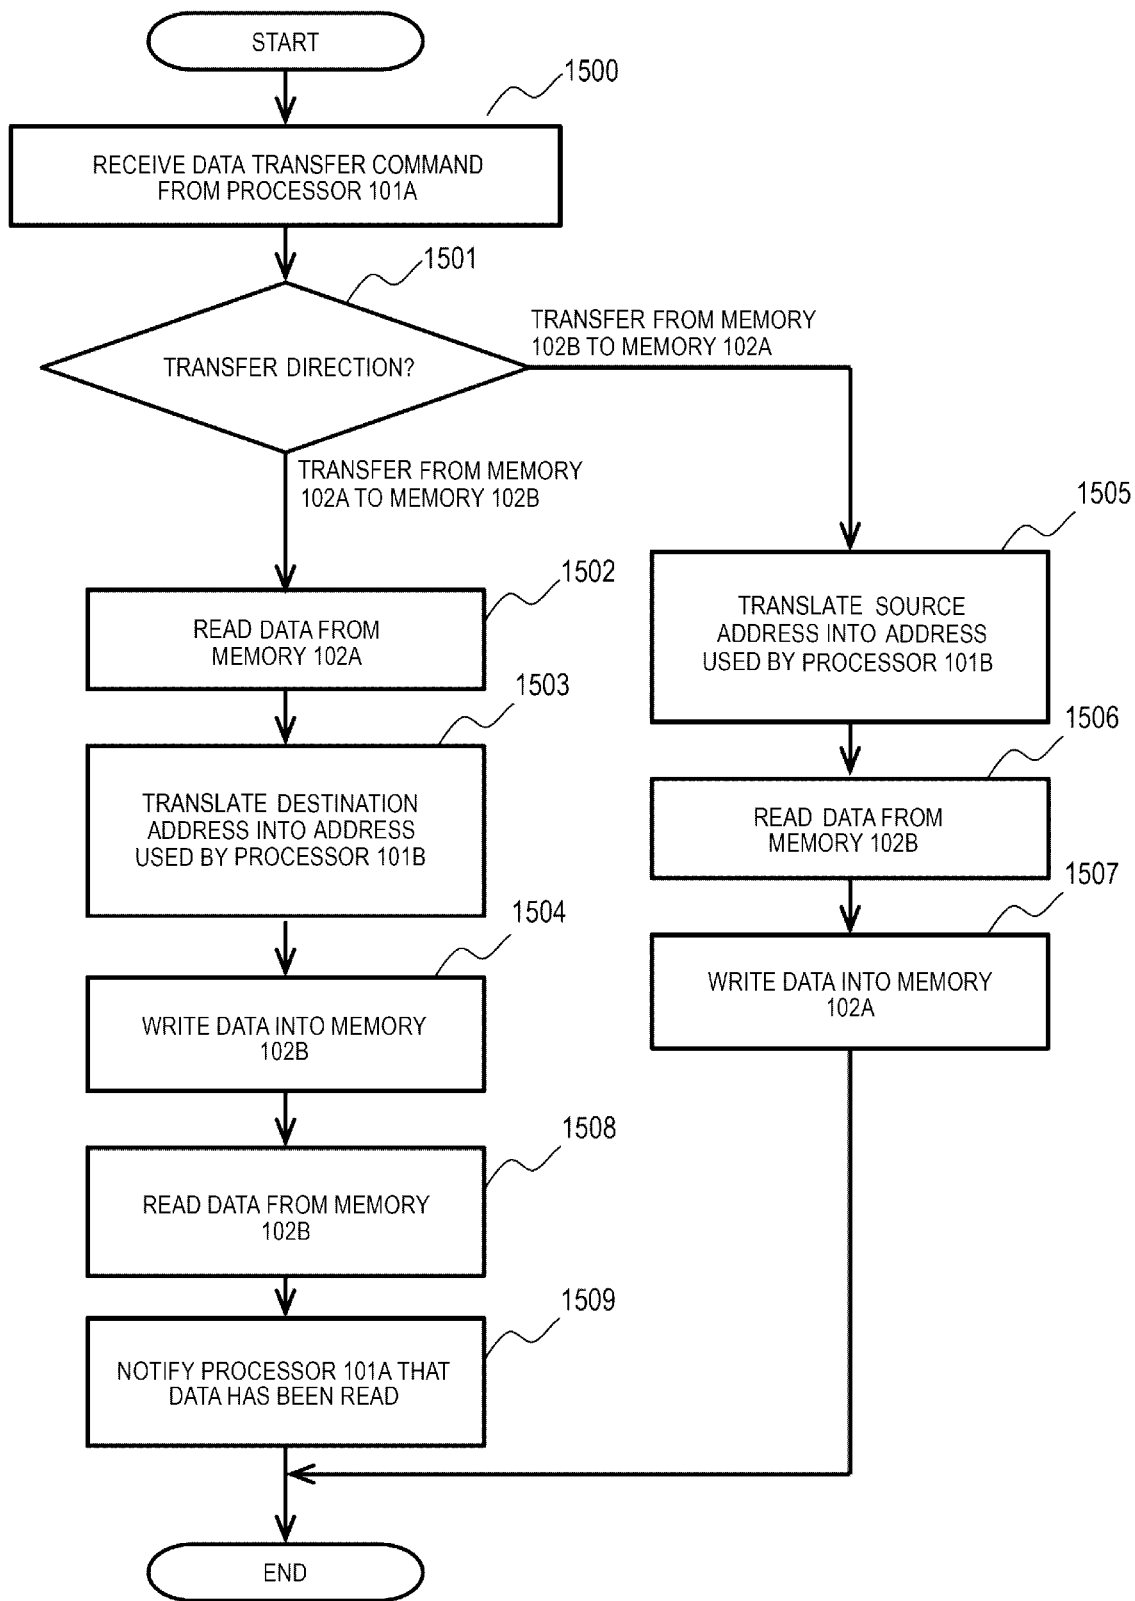 START
1500
RECEIVE DATA TRANSFER COMMAND
FROM PROCESSOR 101A
1501
TRANSFER DIRECTION?
TRANSFER FROM MEMORY
102B TO MEMORY 102A
TRANSFER FROM MEMORY
102A TO MEMORY 102B
1502
READ DATA FROM
MEMORY 102A
1503
TRANSLATE DESTINATION
ADDRESS INTO ADDRESS
USED BY PROCESSOR 101B
1504
WRITE DATA INTO MEMORY
102B
1508
READ DATA FROM MEMORY
102B
1509
NOTIFY PROCESSOR 101A THAT
DATA HAS BEEN READ
1505
TRANSLATE SOURCE
ADDRESS INTO ADDRESS
USED BY PROCESSOR 101B
1506
READ DATA FROM
MEMORY 102B
1507
WRITE DATA INTO MEMORY
102A
END